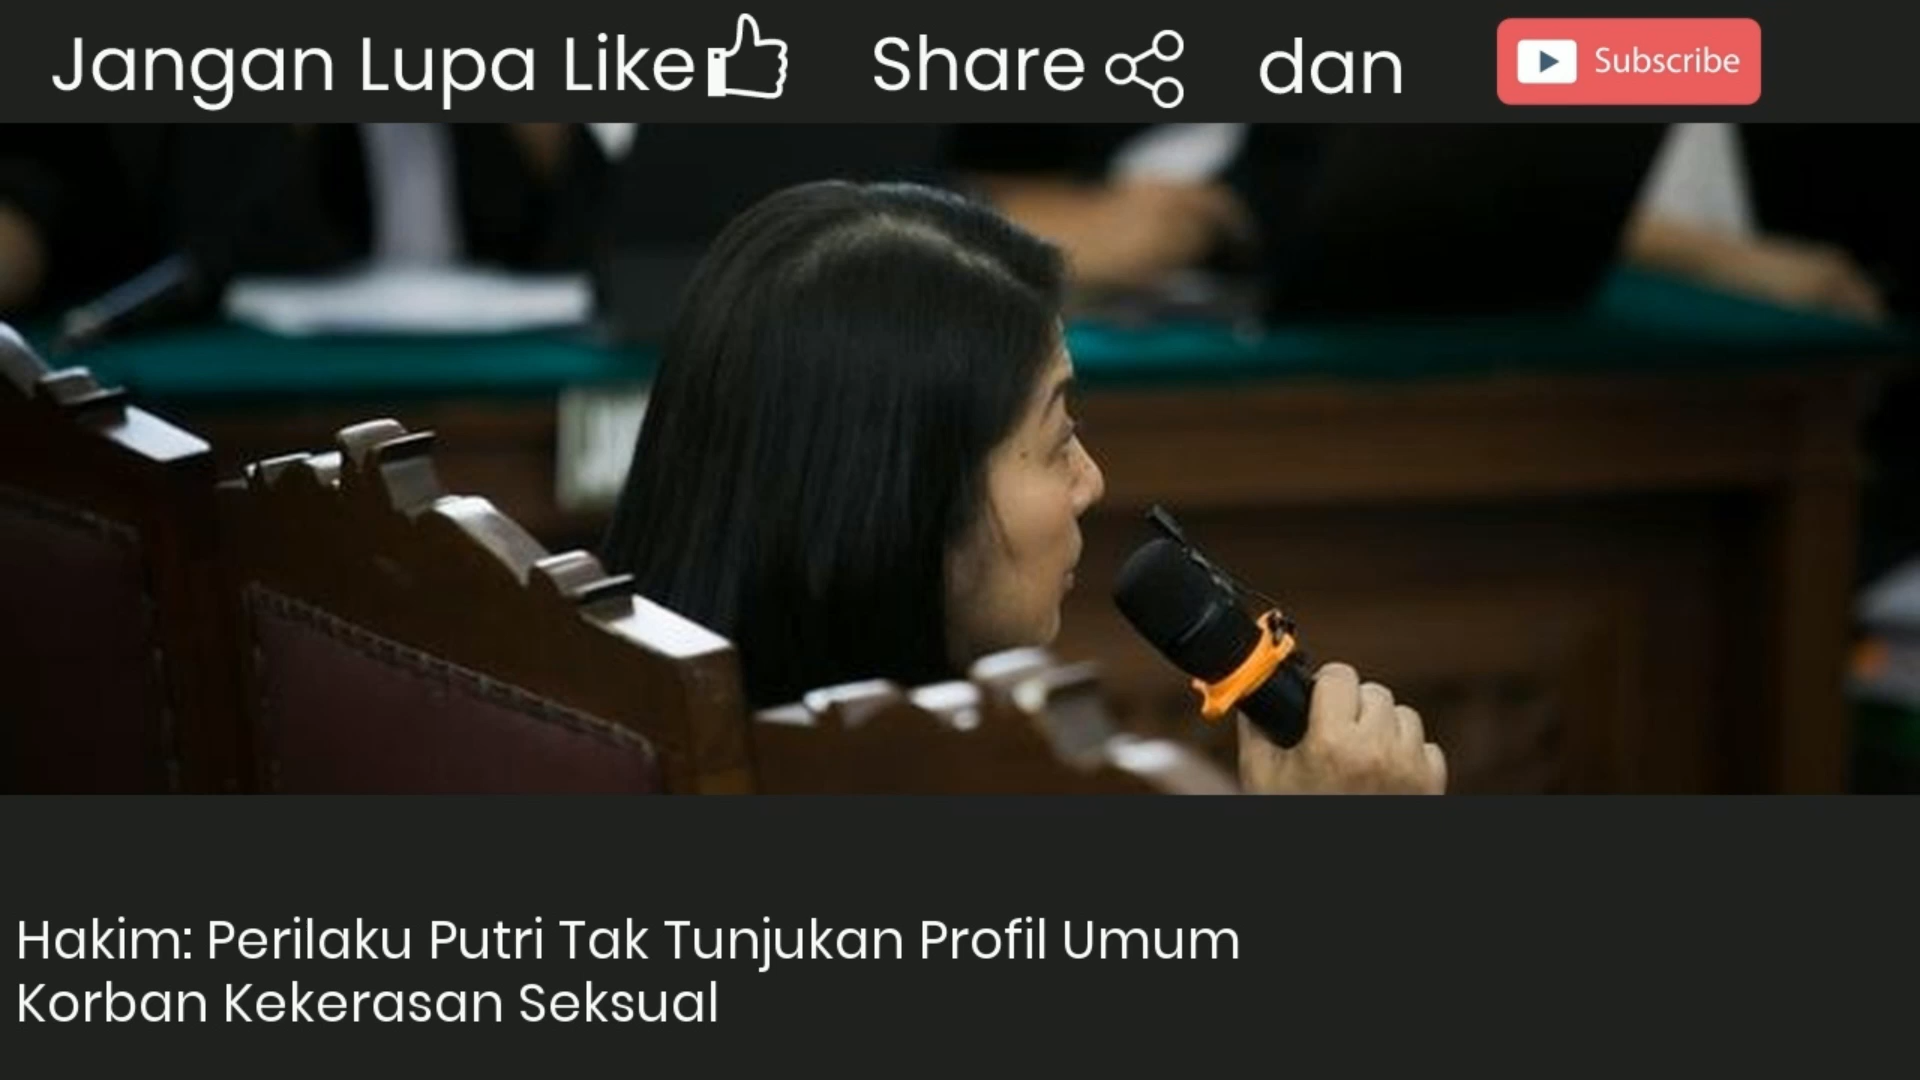 Jangan Lupa Like Share dan Subscribe
Hakim: Perilaku Putri Tak Tunjukan Profil Umum
Korban Kekerasan Seksual